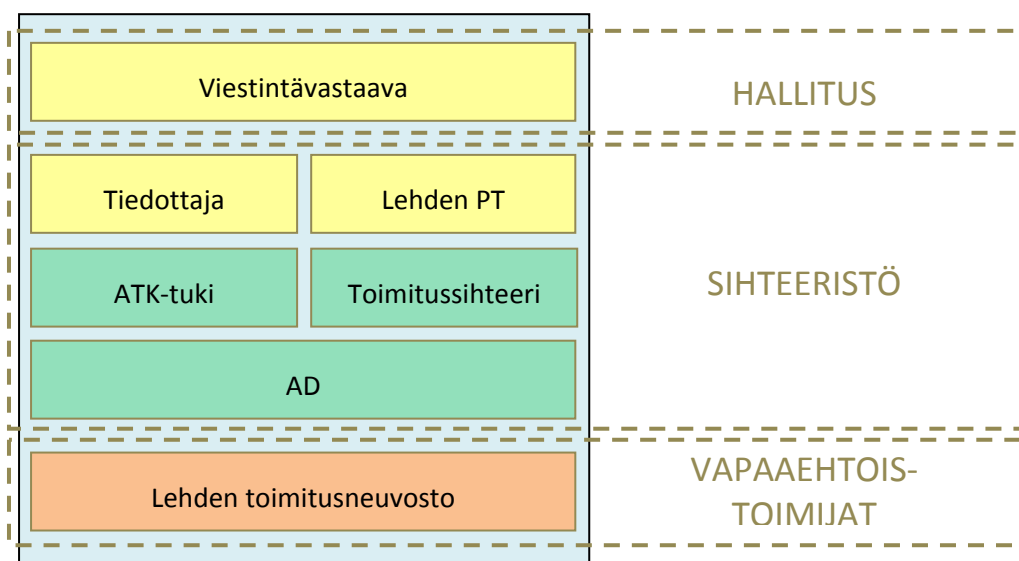 Viestintävastaava
HALLITUS
Tiedottaja
Lehden PT
ATK-tuki
Toimitussihteeri
SIHTEERISTÖ
AD
Lehden toimitusneuvosto
VAPAAEHTOIS-
TOIMIJAT